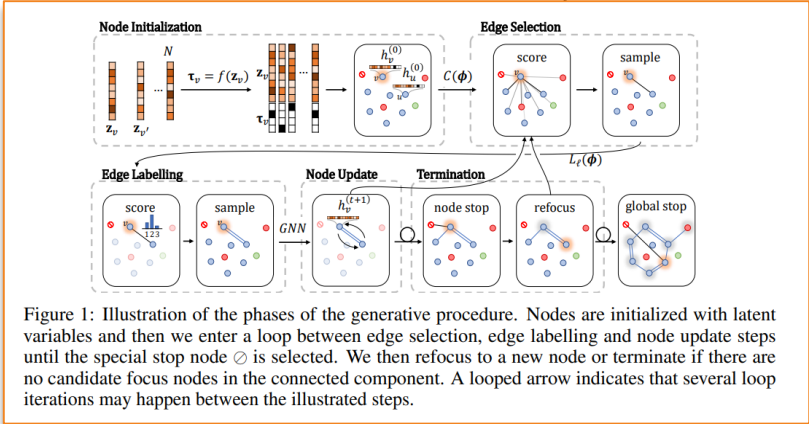 Node Initialization
Edge Selection
N
𝛕_v = f(𝐳_v)
𝐳_v
𝛕_v
...
...
𝐳_v 𝐳_v′
h_v^(0)
h_u^(0)
v
u
C(𝝓)
score
v
sample
v
L_ℓ(𝝓)
Edge Labelling
Node Update
Termination
score
v
1 2 3
sample
v
GNN
h_v^(t+1)
node stop
refocus
global stop
Figure 1: Illustration of the phases of the generative procedure. Nodes are initialized with latent
variables and then we enter a loop between edge selection, edge labelling and node update steps
until the special stop node ⊘ is selected. We then refocus to a new node or terminate if there are
no candidate focus nodes in the connected component. A looped arrow indicates that several loop
iterations may happen between the illustrated steps.